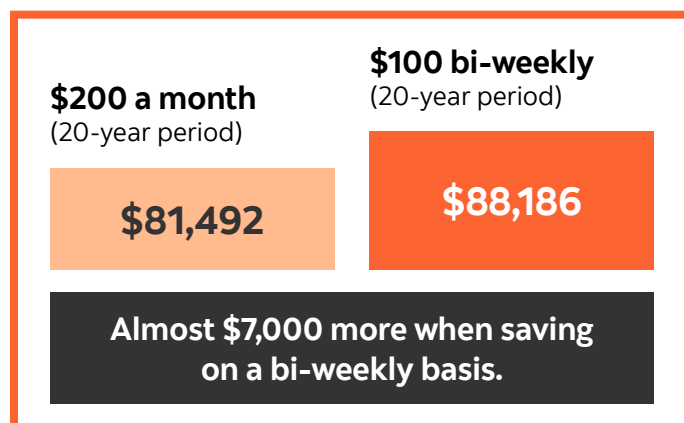 $200 a month
(20-year period)
$81,492
$100 bi-weekly
(20-year period)
$88,186
Almost $7,000 more when saving
on a bi-weekly basis.